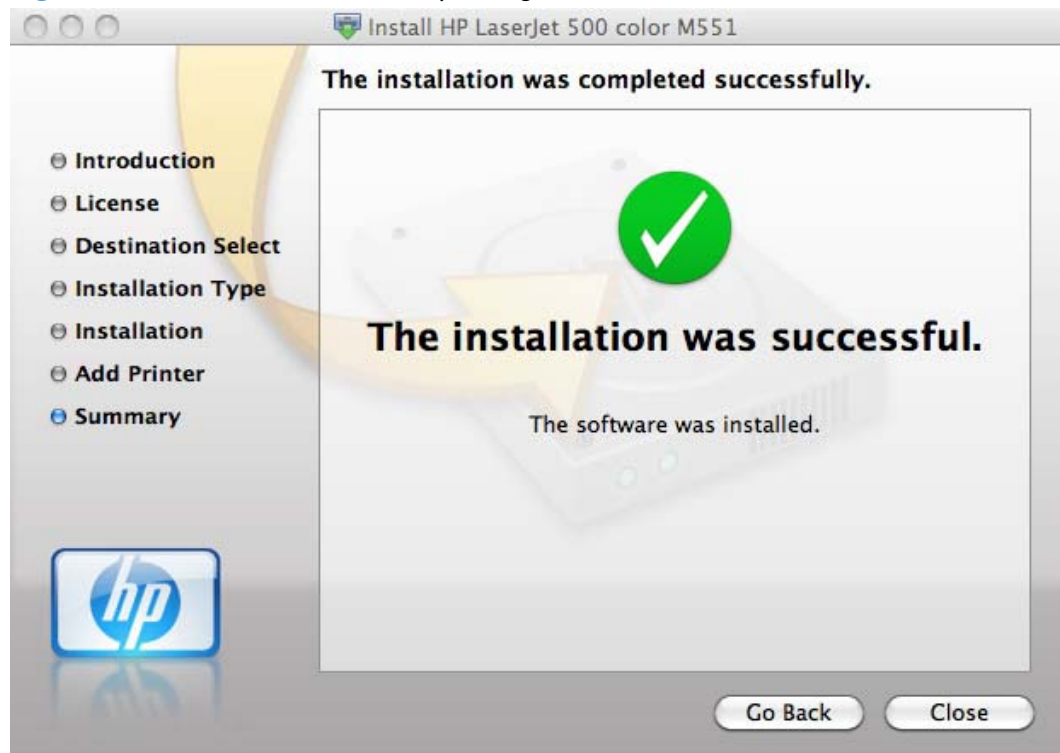 Install HP LaserJet 500 color M551
The installation was completed successfully.
Introduction
License
Destination Select
Installation Type
Installation
Add Printer
Summary
The installation was successful.
The software was installed.
hp
Go Back
Close